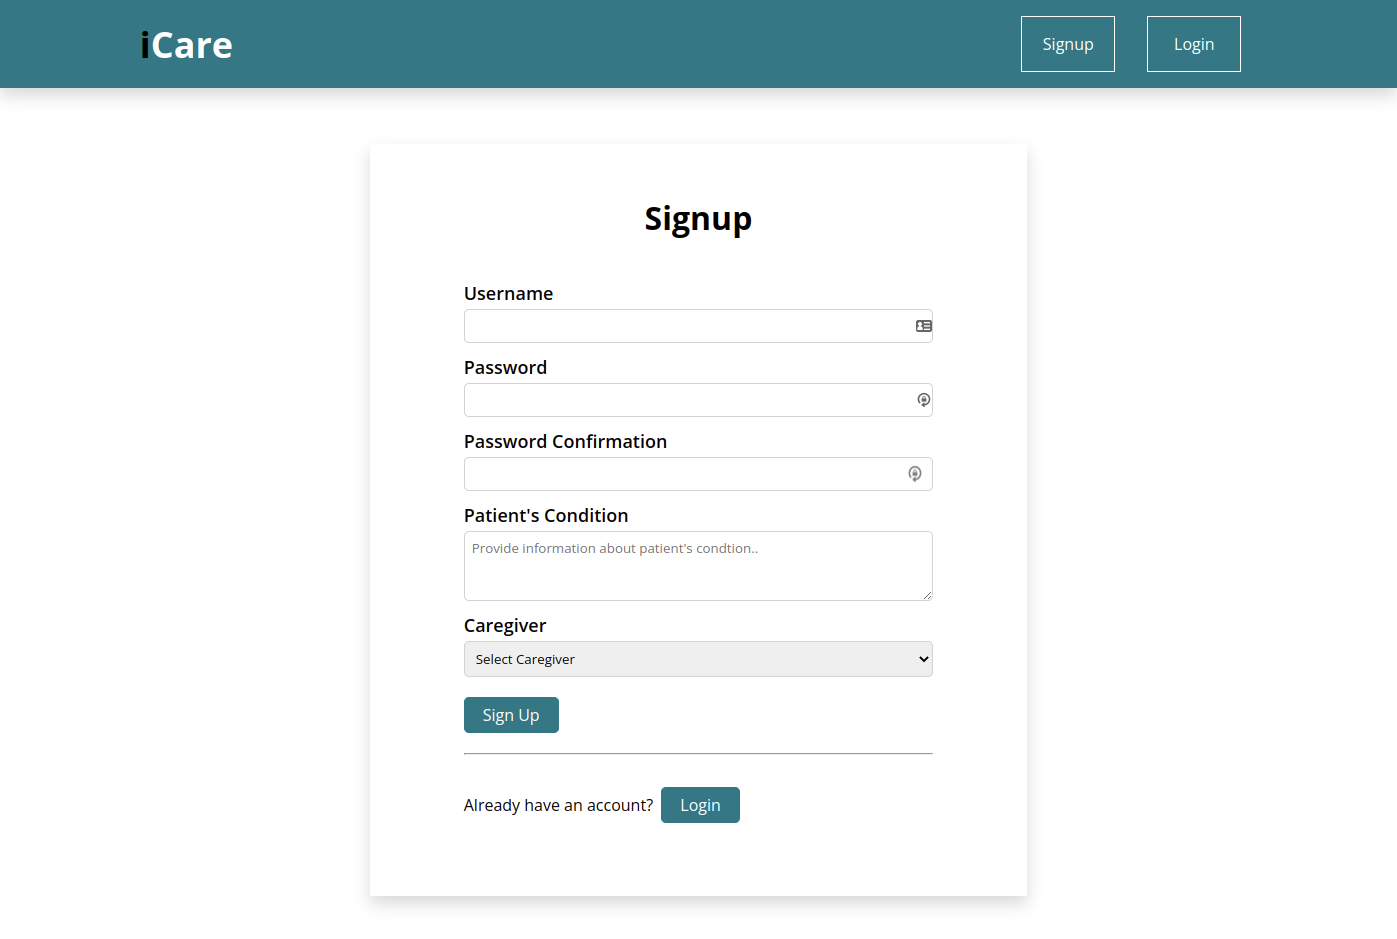 iCare
Signup
Login
Signup
Username
Password
Password Confirmation
Patient's Condition
Provide information about patient's condtion..
Caregiver
Select Caregiver
Sign Up
Already have an account? Login